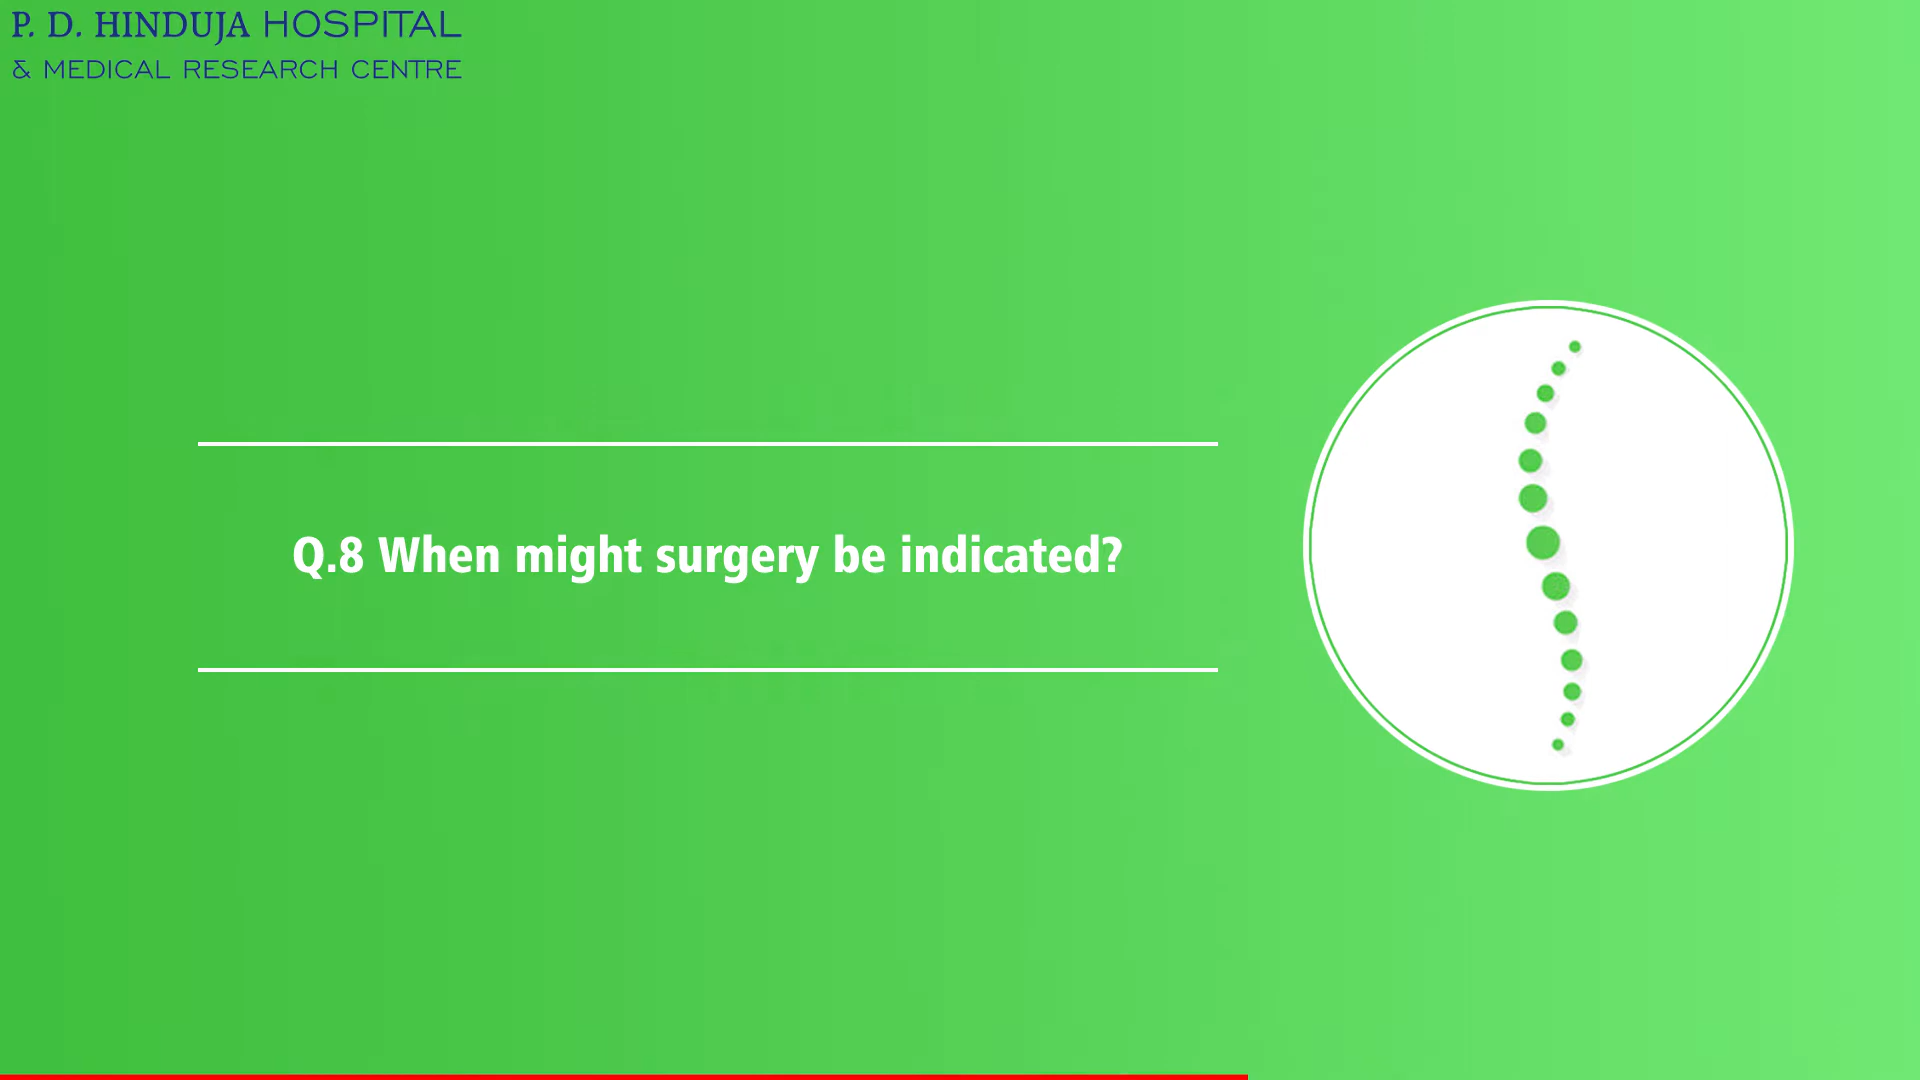 P. D. HINDUJA HOSPITAL
& MEDICAL RESEARCH CENTRE
Q.8 When might surgery be indicated?